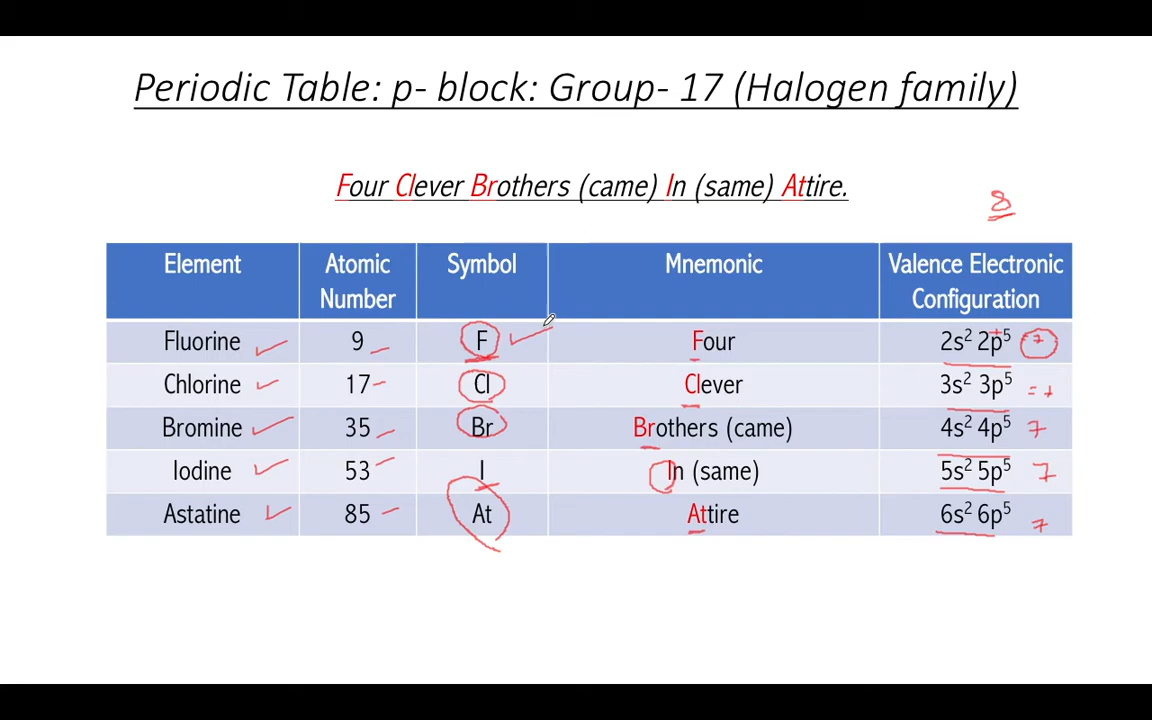 Periodic Table: p- block: Group- 17 (Halogen family)
Four Clever Brothers (came) In (same) Attire.
8
Element Atomic Number Symbol Mnemonic Valence Electronic Configuration
Fluorine 9 F Four 2s² 2p⁵ = 7
Chlorine 17 Cl Clever 3s² 3p⁵ = 7
Bromine 35 Br Brothers (came) 4s² 4p⁵ 7
Iodine 53 I In (same) 5s² 5p⁵ 7
Astatine 85 At Attire 6s² 6p⁵ 7